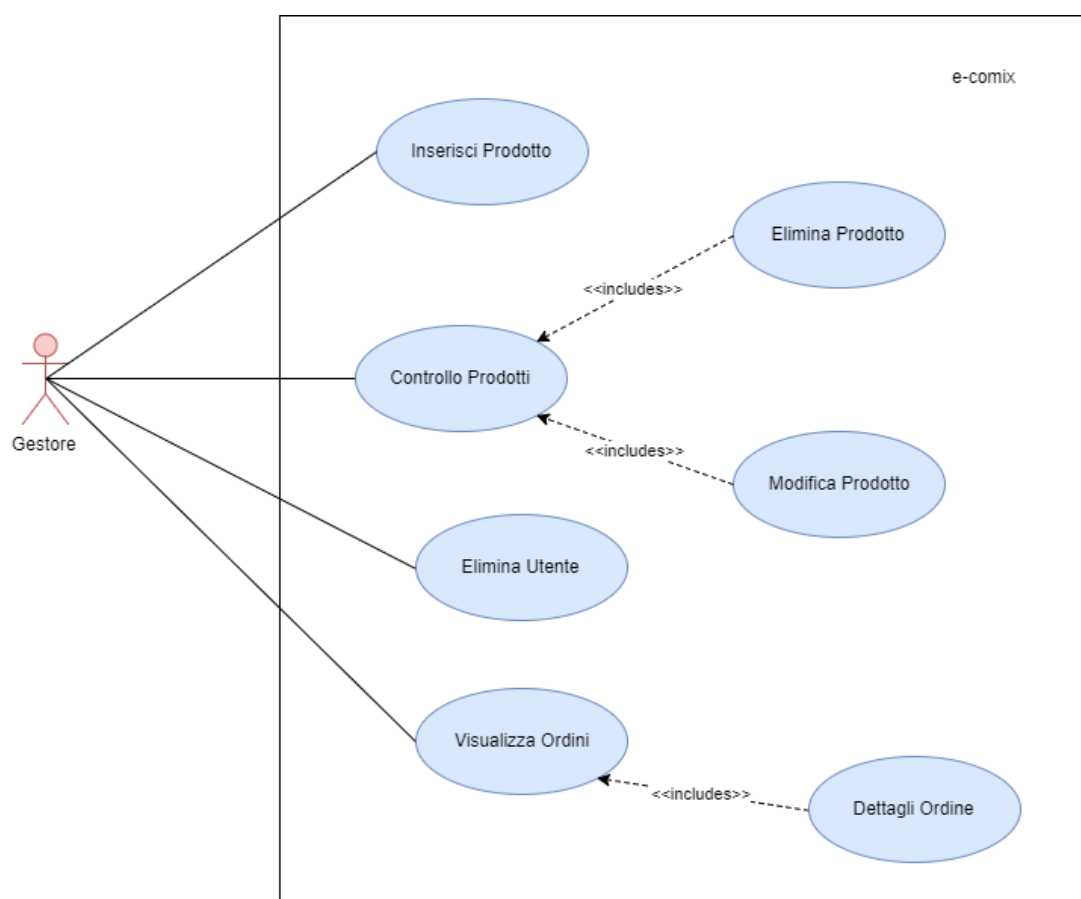 e-comix
Inserisci Prodotto
Elimina Prodotto
<<includes>>
Controllo Prodotti
Gestore
<<includes>>
Modifica Prodotto
Elimina Utente
Visualizza Ordini
<<includes>>
Dettagli Ordine